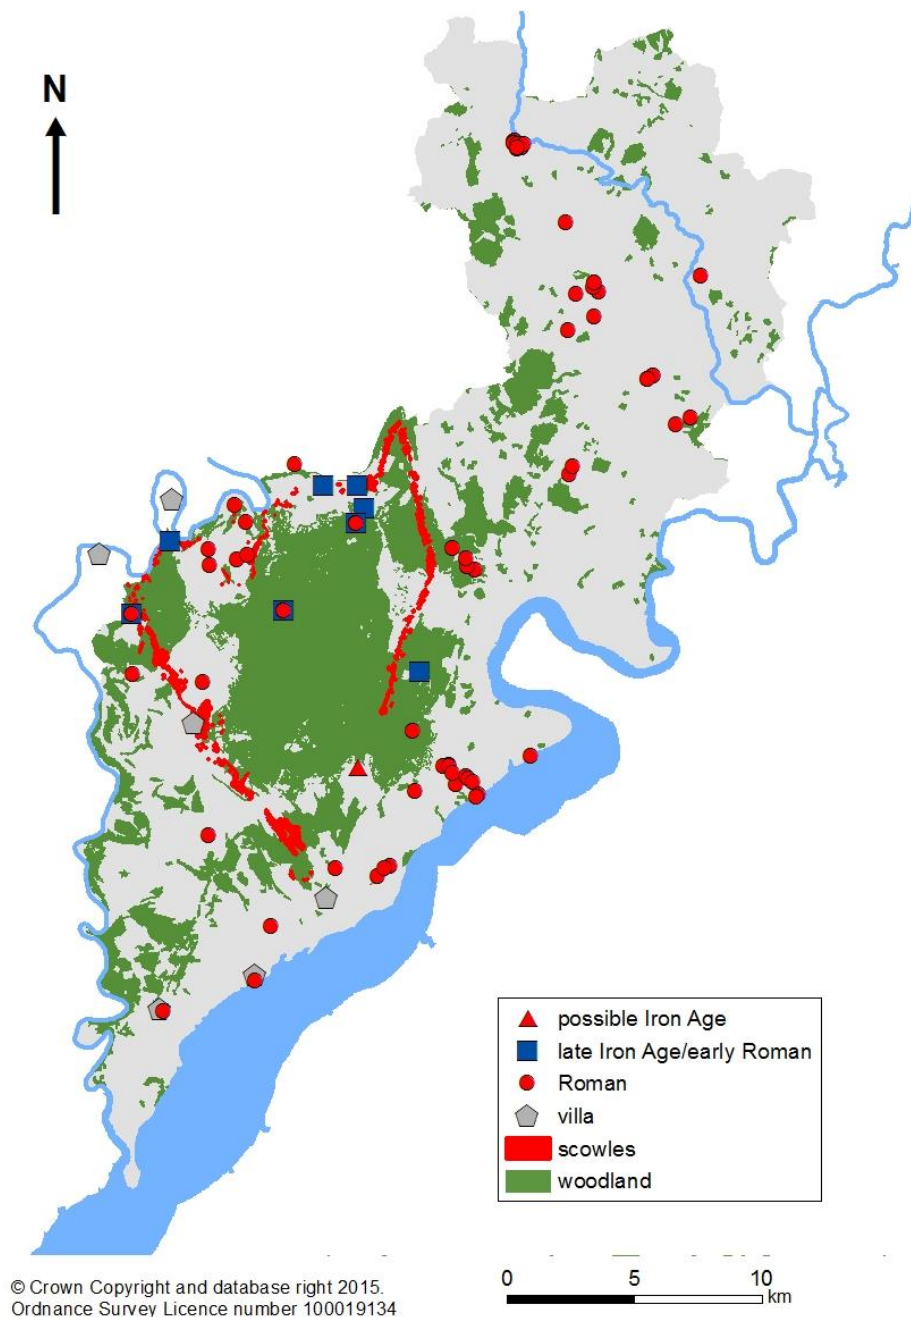 N
possible Iron Age
late Iron Age/early Roman
Roman
villa
scowles
woodland
© Crown Copyright and database right 2015.
Ordnance Survey Licence number 100019134
0 5 10
km